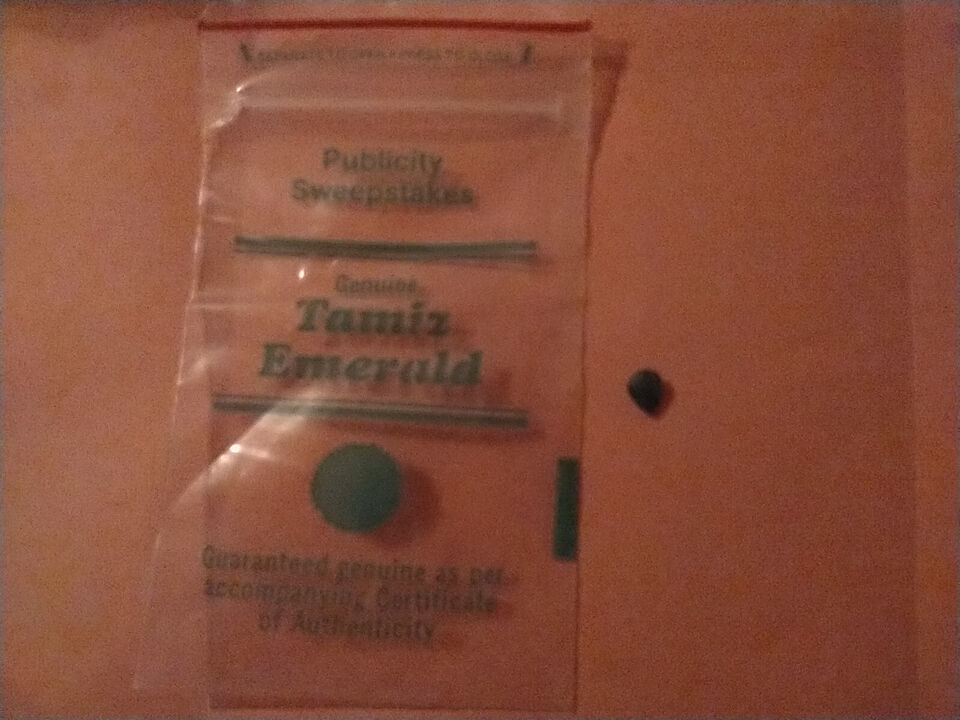 Publicity
Sweepstakes
Genuine
Tamiz
Emerald
Guaranteed genuine as per
accompanying Certificate
of Authenticity